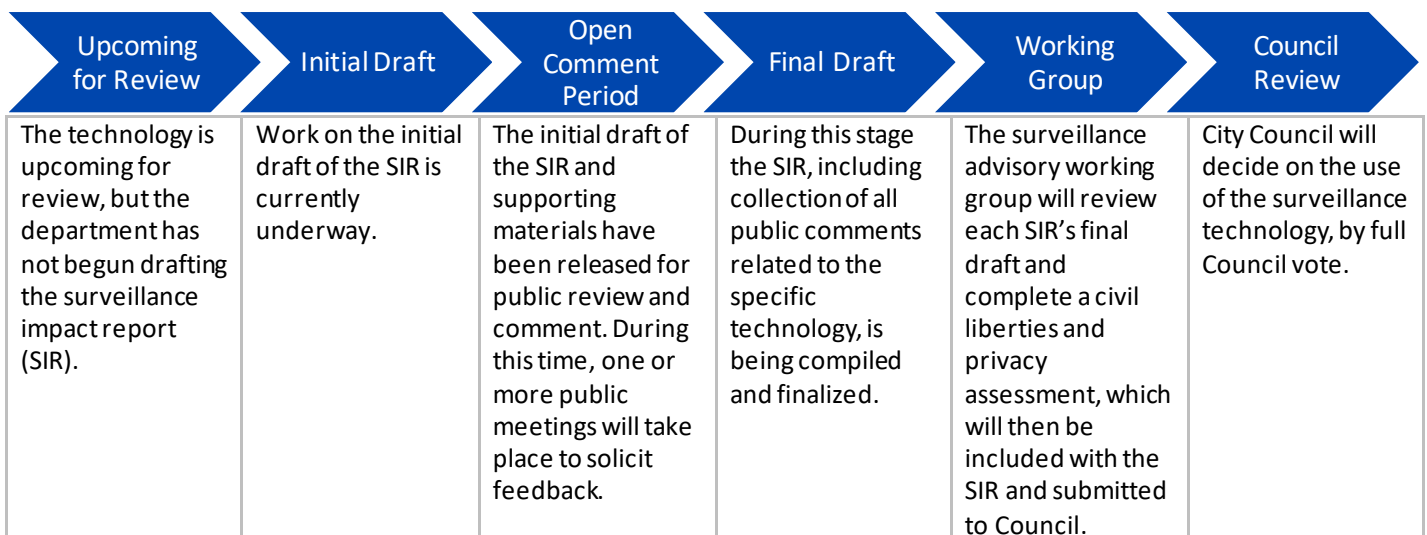 Upcoming
for Review
Initial Draft
Open
Comment
Period
Final Draft
Working
Group
Council
Review
The technology is
upcoming for
review, but the
department has
not begun drafting
the surveillance
impact report
(SIR).
Work on the initial
draft of the SIR is
currently
underway.
The initial draft of
the SIR and
supporting
materials have
been released for
public review and
comment. During
this time, one or
more public
meetings will take
place to solicit
feedback.
During this stage
the SIR, including
collection of all
public comments
related to the
specific
technology, is
being compiled
and finalized.
The surveillance
advisory working
group will review
each SIR’s final
draft and
complete a civil
liberties and
privacy
assessment, which
will then be
included with the
SIR and submitted
to Council.
City Council will
decide on the use
of the surveillance
technology, by full
Council vote.